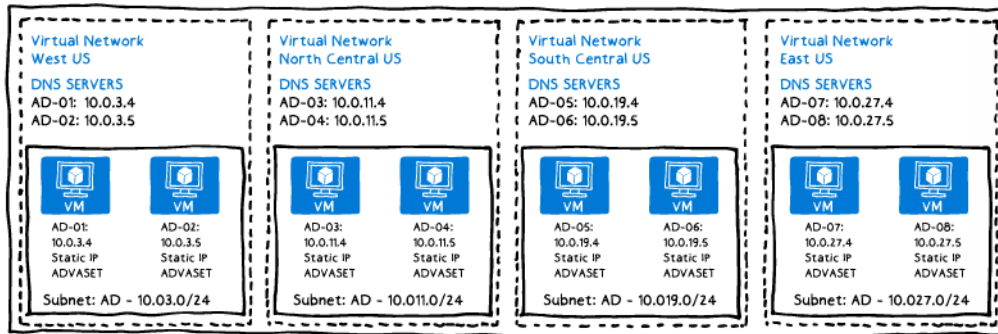 Virtual Network
West US
DNS SERVERS
AD-01: 10.0.3.4
AD-02: 10.0.3.5
VM
VM
AD-01:
10.0.3.4
Static IP
ADVASET
AD-02:
10.0.3.5
Static IP
ADVASET
Subnet: AD - 10.03.0/24
Virtual Network
North Central US
DNS SERVERS
AD-03: 10.0.11.4
AD-04: 10.0.11.5
VM
VM
AD-03:
10.0.11.4
Static IP
ADVASET
AD-04:
10.0.11.5
Static IP
ADVASET
Subnet: AD - 10.011.0/24
Virtual Network
South Central US
DNS SERVERS
AD-05: 10.0.19.4
AD-06: 10.0.19.5
VM
VM
AD-05:
10.0.19.4
Static IP
ADVASET
AD-06:
10.0.19.5
Static IP
ADVASET
Subnet: AD - 10.019.0/24
Virtual Network
East US
DNS SERVERS
AD-07: 10.0.27.4
AD-08: 10.0.27.5
VM
VM
AD-07:
10.0.27.4
Static IP
ADVASET
AD-08:
10.0.27.5
Static IP
ADVASET
Subnet: AD - 10.027.0/24